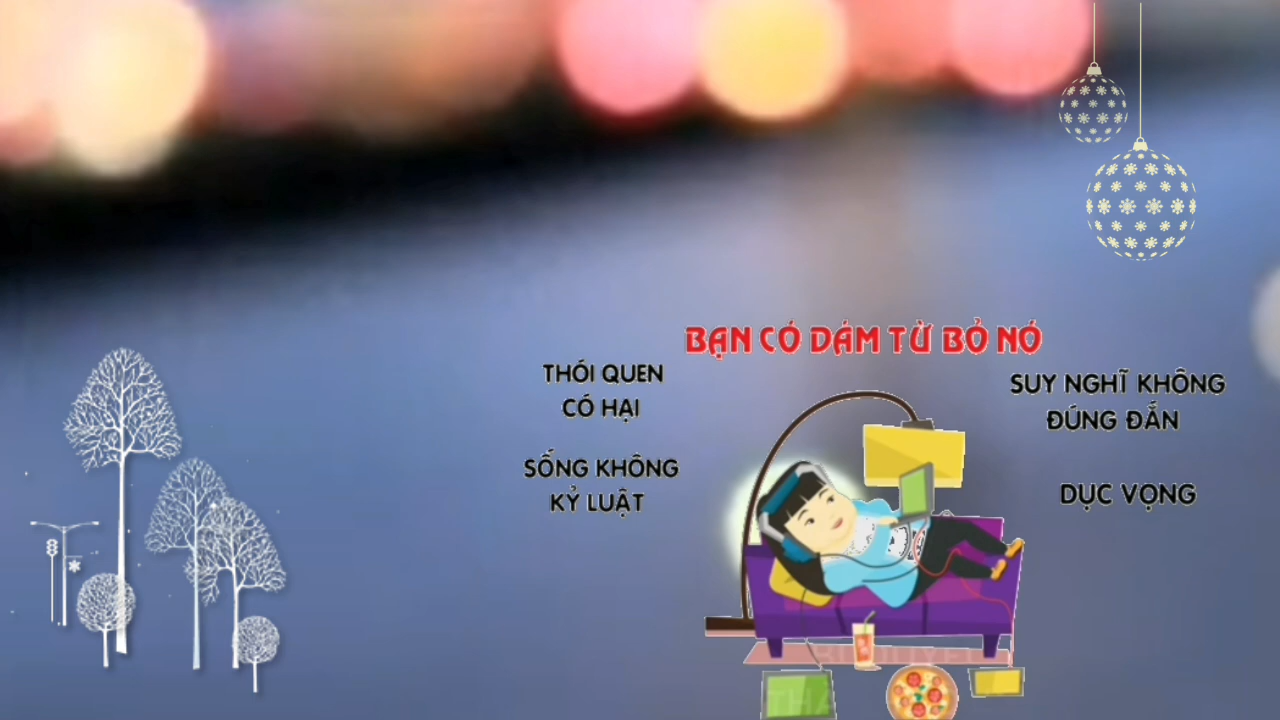 BẠN CÓ DÁM TỪ BỎ NÓ
THÓI QUEN
CÓ HẠI
SỐNG KHÔNG
KỶ LUẬT
SUY NGHĨ KHÔNG
ĐÚNG ĐẮN
DỤC VỌNG